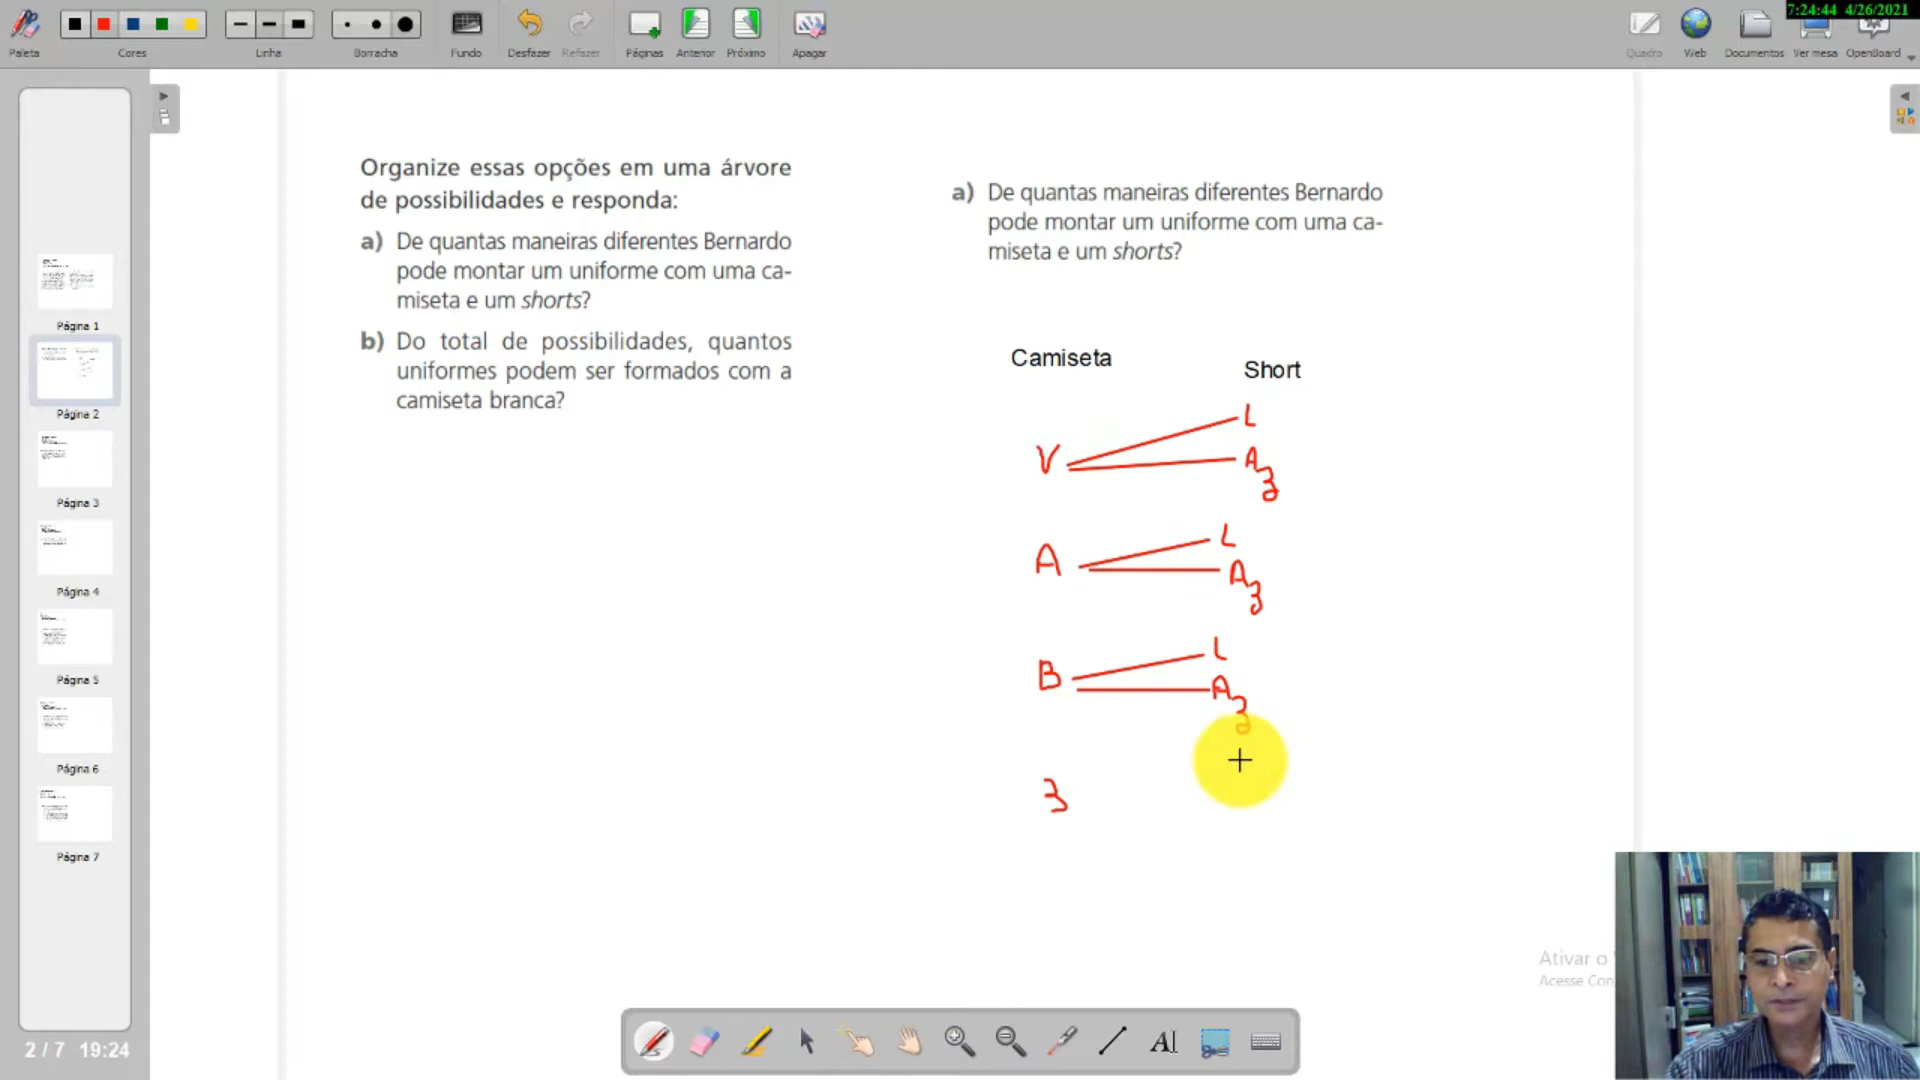 7:24:44 4/26/2021
Paleta
Cores
Linha
Borracha
Fundo
Desfazer
Refazer
Páginas
Anterior
Próximo
Apagar
Quadro
Web
Documentos
Ver mesa
OpenBoard
Página 1
Página 2
Página 3
Página 4
Página 5
Página 6
Página 7
2 / 7 19:24
Organize essas opções em uma árvore
de possibilidades e responda:
a) De quantas maneiras diferentes Bernardo
pode montar um uniforme com uma ca-
miseta e um shorts?
b) Do total de possibilidades, quantos
uniformes podem ser formados com a
camiseta branca?
a) De quantas maneiras diferentes Bernardo
pode montar um uniforme com uma ca-
miseta e um shorts?
Camiseta
Short
V
L
Az
A
L
Az
B
L
Az
3
Ativar o
Acesse Con
AI